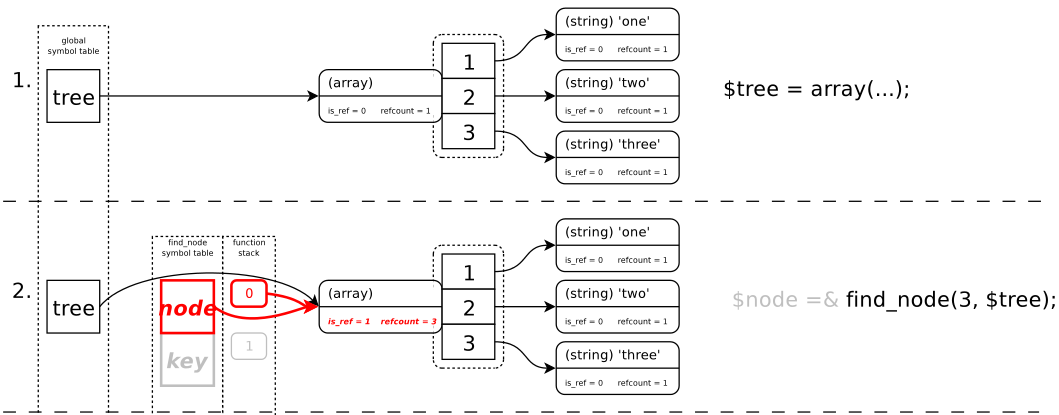 global
symbol table
1.
tree
(array)
is_ref = 0 refcount = 1
1
2
3
(string) 'one'
is_ref = 0 refcount = 1
(string) 'two'
is_ref = 0 refcount = 1
(string) 'three'
is_ref = 0 refcount = 1
$tree = array(...);
2.
tree
find_node
symbol table
function
stack
node
key
0
1
(array)
is_ref = 1 refcount = 3
1
2
3
(string) 'one'
is_ref = 0 refcount = 1
(string) 'two'
is_ref = 0 refcount = 1
(string) 'three'
is_ref = 0 refcount = 1
$node =& find_node(3, $tree);